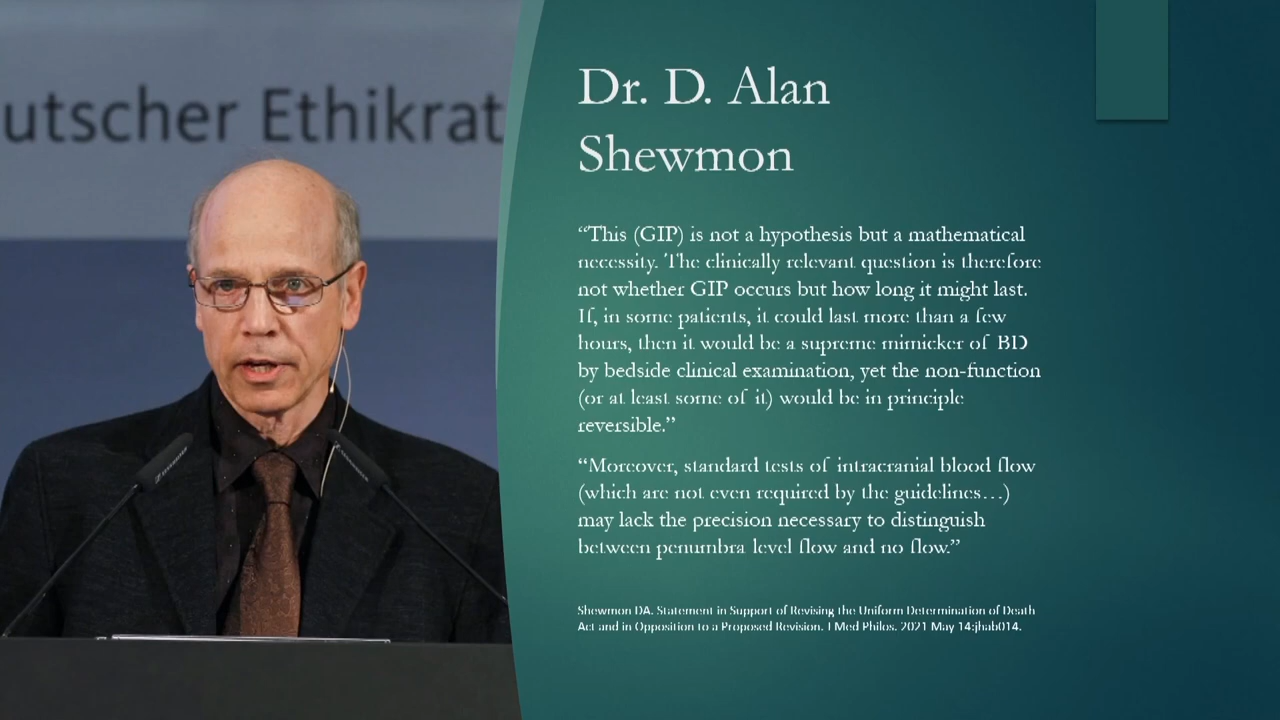 utscher Ethikrat
Dr. D. Alan
Shewmon
“This (GIP) is not a hypothesis but a mathematical
necessity. The clinically relevant question is therefore
not whether GIP occurs but how long it might last.
If, in some patients, it could last more than a few
hours, then it would be a supreme mimicker of BD
by bedside clinical examination, yet the non-function
(or at least some of it) would be in principle
reversible.”
“Moreover, standard tests of intracranial blood flow
(which are not even required by the guidelines…)
may lack the precision necessary to distinguish
between penumbra level flow and no flow.”
Shewmon DA. Statement in Support of Revising the Uniform Determination of Death
Act and in Opposition to a Proposed Revision. J Med Philos. 2021 May 14:jhab014.